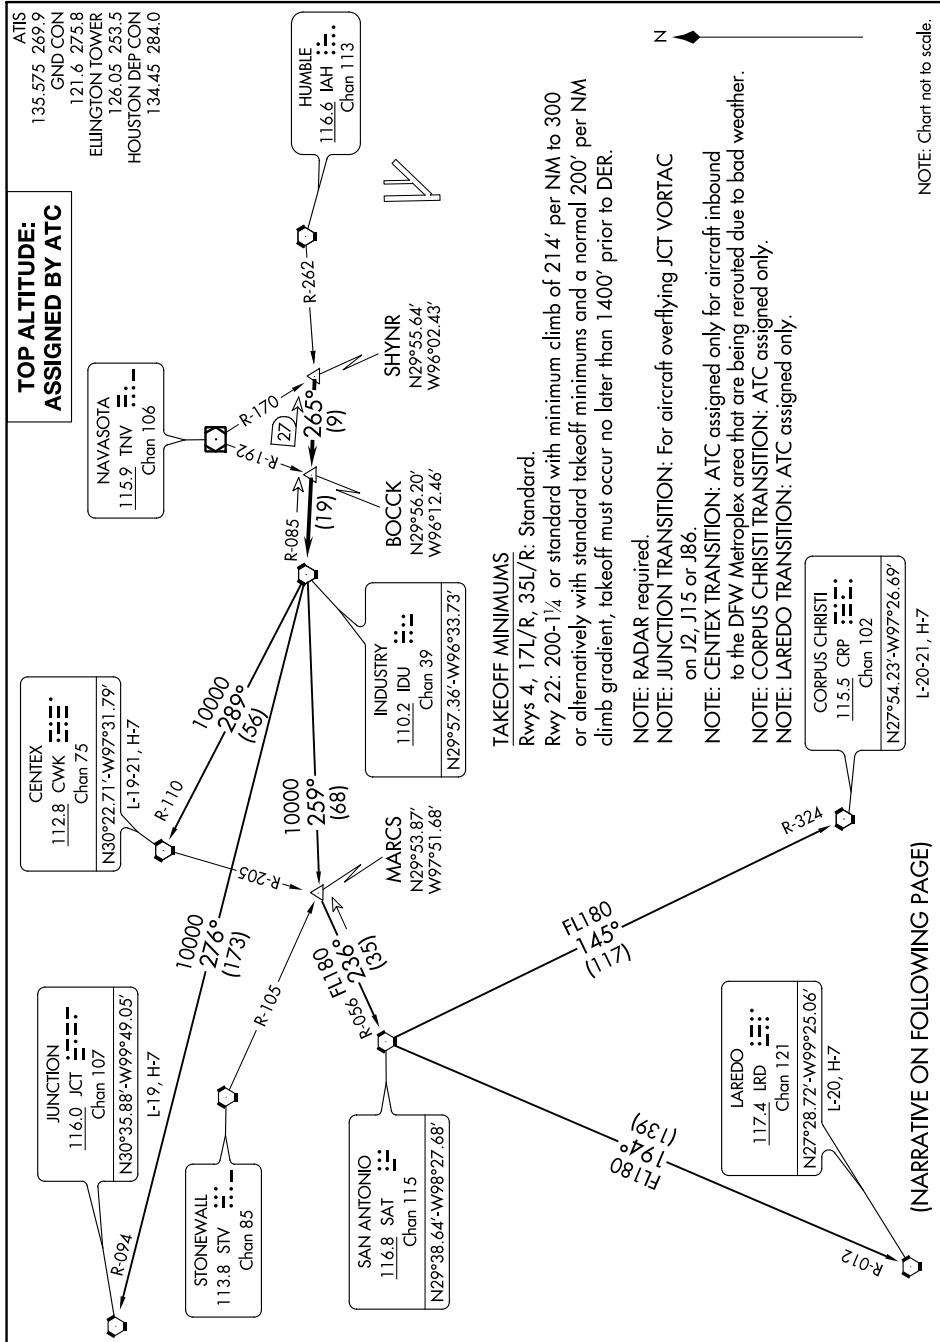 TOP ALTITUDE:
ASSIGNED BY ATC
ATIS
135.575 269.9
GND CON
121.6 275.8
ELLINGTON TOWER
126.05 253.5
HOUSTON DEP CON
134.45 284.0
JUNCTION
116.0 JCT
Chan 107
N30°35.88'-W99°49.05'
L-19, H-7
R-094
10000
276°
(173)
CENTEX
112.8 CWK
Chan 75
N30°22.71'-W97°31.79'
L-19-21, H-7
R-110
10000
289°
(56)
R-205
NAVASOTA
115.9 TNV
Chan 106
R-170
R-192
27
HUMBLE
116.6 IAH
Chan 113
R-262
SHYNR
N29°55.64'
W96°02.43'
265°
(9)
BOCCK
N29°56.20'
W96°12.46'
R-085
(19)
INDUSTRY
110.2 IDU
Chan 39
N29°57.36'-W96°33.73'
10000
259°
(68)
MARCS
N29°53.87'
W97°51.68'
STONEWALL
113.8 STV
Chan 85
R-105
FL180
236°
(35)
R-056
SAN ANTONIO
116.8 SAT
Chan 115
N29°38.64'-W98°27.68'
FL180
145°
(117)
R-324
CORPUS CHRISTI
115.5 CRP
Chan 102
N27°54.23'-W97°26.69'
L-20-21, H-7
FL180
194°
(139)
R-012
LAREDO
117.4 LRD
Chan 121
N27°28.72'-W99°25.06'
L-20, H-7
N
TAKEOFF MINIMUMS
Rwys 4, 17L/R, 35L/R: Standard.
Rwy 22: 200-1¼ or standard with minimum climb of 214' per NM to 300
or alternatively with standard takeoff minimums and a normal 200' per NM
climb gradient, takeoff must occur no later than 1400' prior to DER.
NOTE: RADAR required.
NOTE: JUNCTION TRANSITION: For aircraft overflying JCT VORTAC
on J2, J15 or J86.
NOTE: CENTEX TRANSITION: ATC assigned only for aircraft inbound
to the DFW Metroplex area that are being rerouted due to bad weather.
NOTE: CORPUS CHRISTI TRANSITION: ATC assigned only.
NOTE: LAREDO TRANSITION: ATC assigned only.
(NARRATIVE ON FOLLOWING PAGE)
NOTE: Chart not to scale.